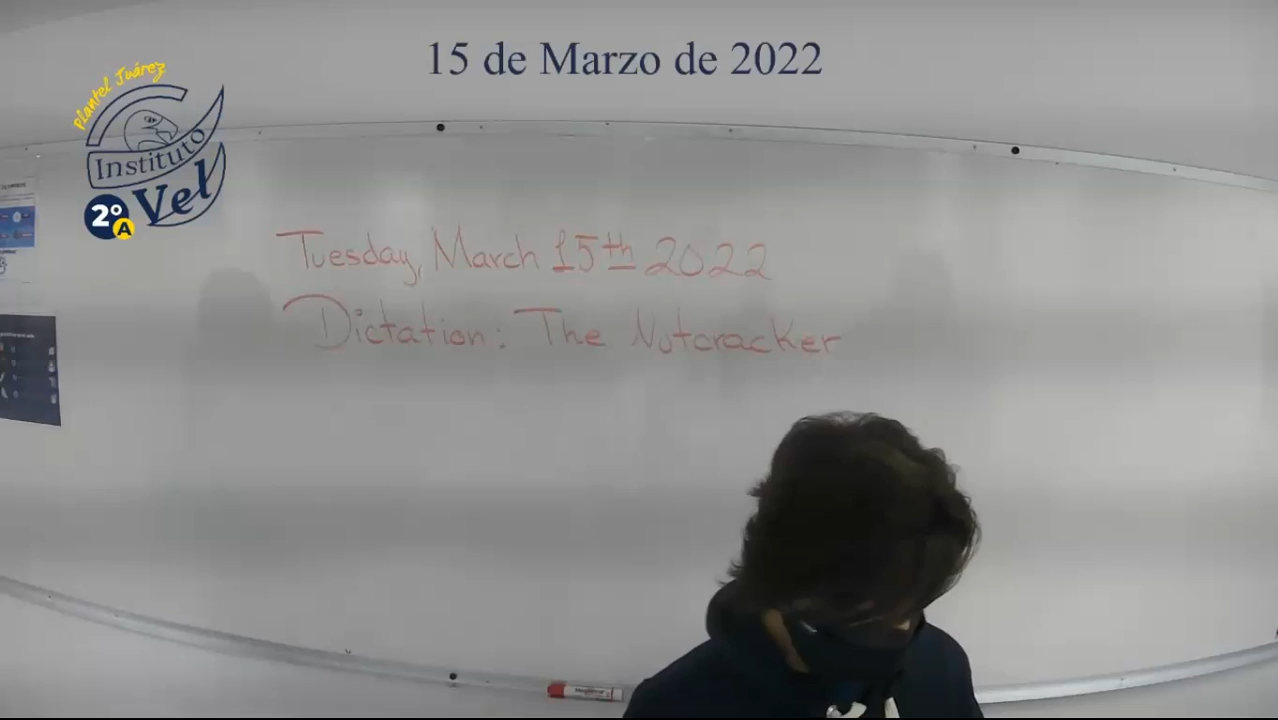 15 de Marzo de 2022
Plantel Juárez
Instituto
Vel
2° A
Tuesday, March 15th 2022
Dictation: The Nutcracker